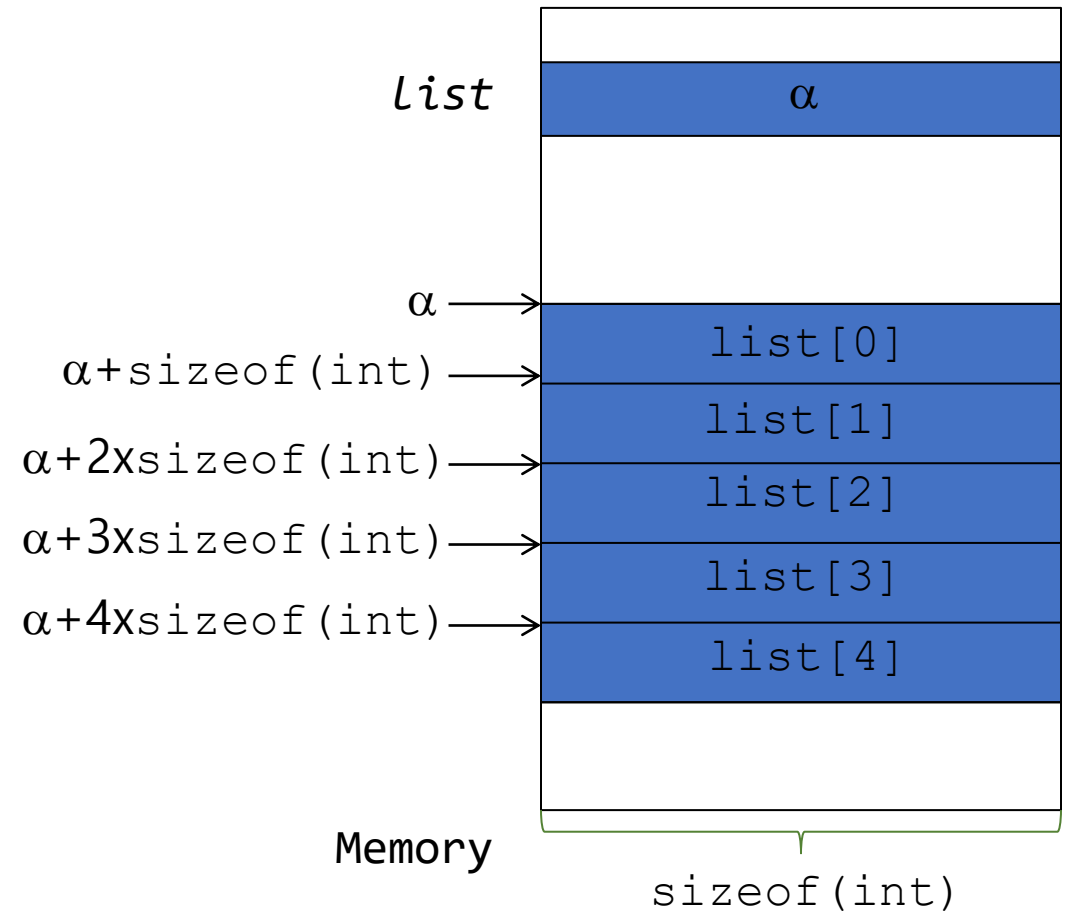 list α
α
list[0]
α+sizeof(int)
list[1]
α+2xsizeof(int)
list[2]
α+3xsizeof(int)
list[3]
α+4xsizeof(int)
list[4]
Memory
sizeof(int)